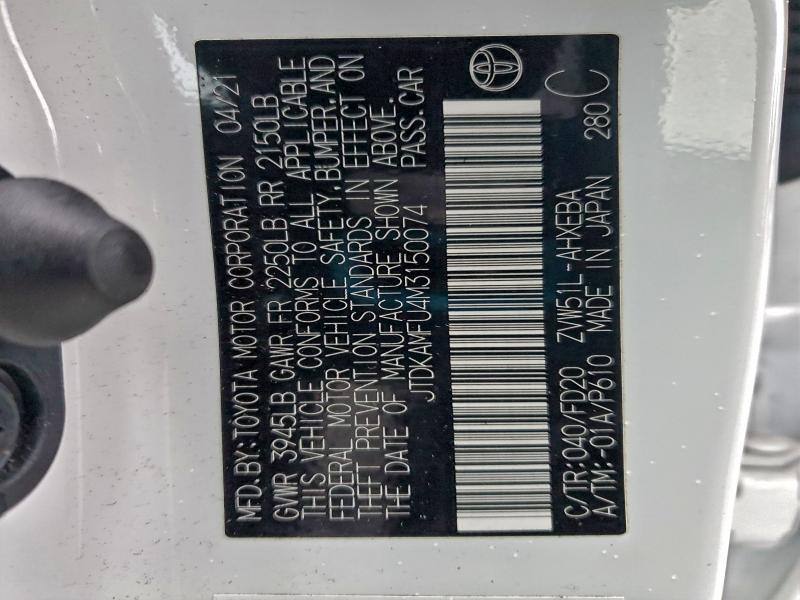 MFD.BY:TOYOTA MOTOR CORPORATION 04/21
GVWR 3945LB GAWR FR 2250LB RR 2150LB
THIS VEHICLE CONFORMS TO ALL APPLICABLE
FEDERAL MOTOR VEHICLE SAFETY,BUMPER,AND
THEFT PREVENTION STANDARDS IN EFFECT ON
THE DATE OF MANUFACTURE SHOWN ABOVE.
JTDKAMFU4M3150074 PASS.CAR
C/TR:040/FD20 ZVW51L-AHXEBA
A/TM:-01A/P610 MADE IN JAPAN 280 C